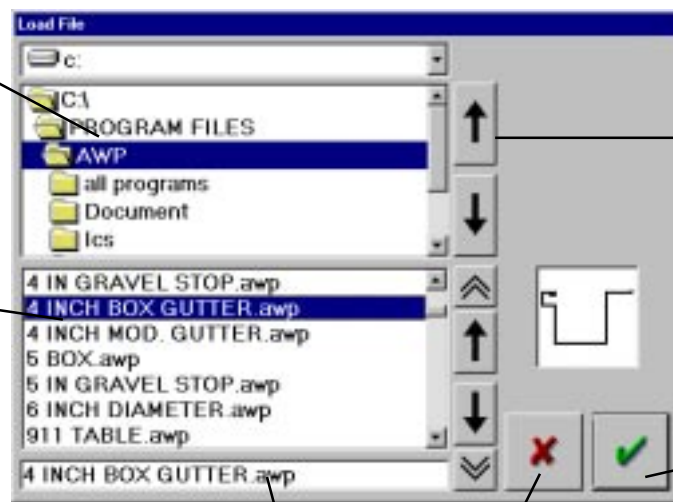 Load File
c:
C:\
PROGRAM FILES
AWP
all programs
Document
Ics
4 IN GRAVEL STOP.awp
4 INCH BOX GUTTER.awp
4 INCH MOD. GUTTER.awp
5 BOX.awp
5 IN GRAVEL STOP.awp
6 INCH DIAMETER.awp
911 TABLE.awp
4 INCH BOX GUTTER.awp